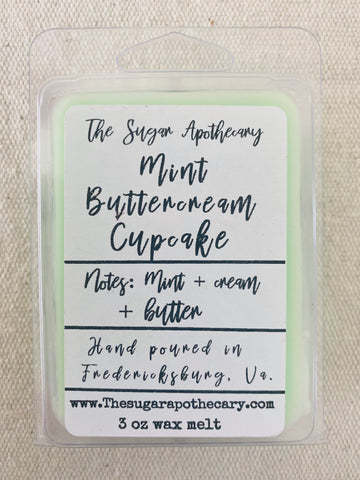 The Sugar Apothecary
Mint
Buttercream
Cupcake
Notes: Mint + cream
+ butter
Hand poured in
Fredericksburg, Va.
www.Thesugarapothecary.com
3 oz wax melt